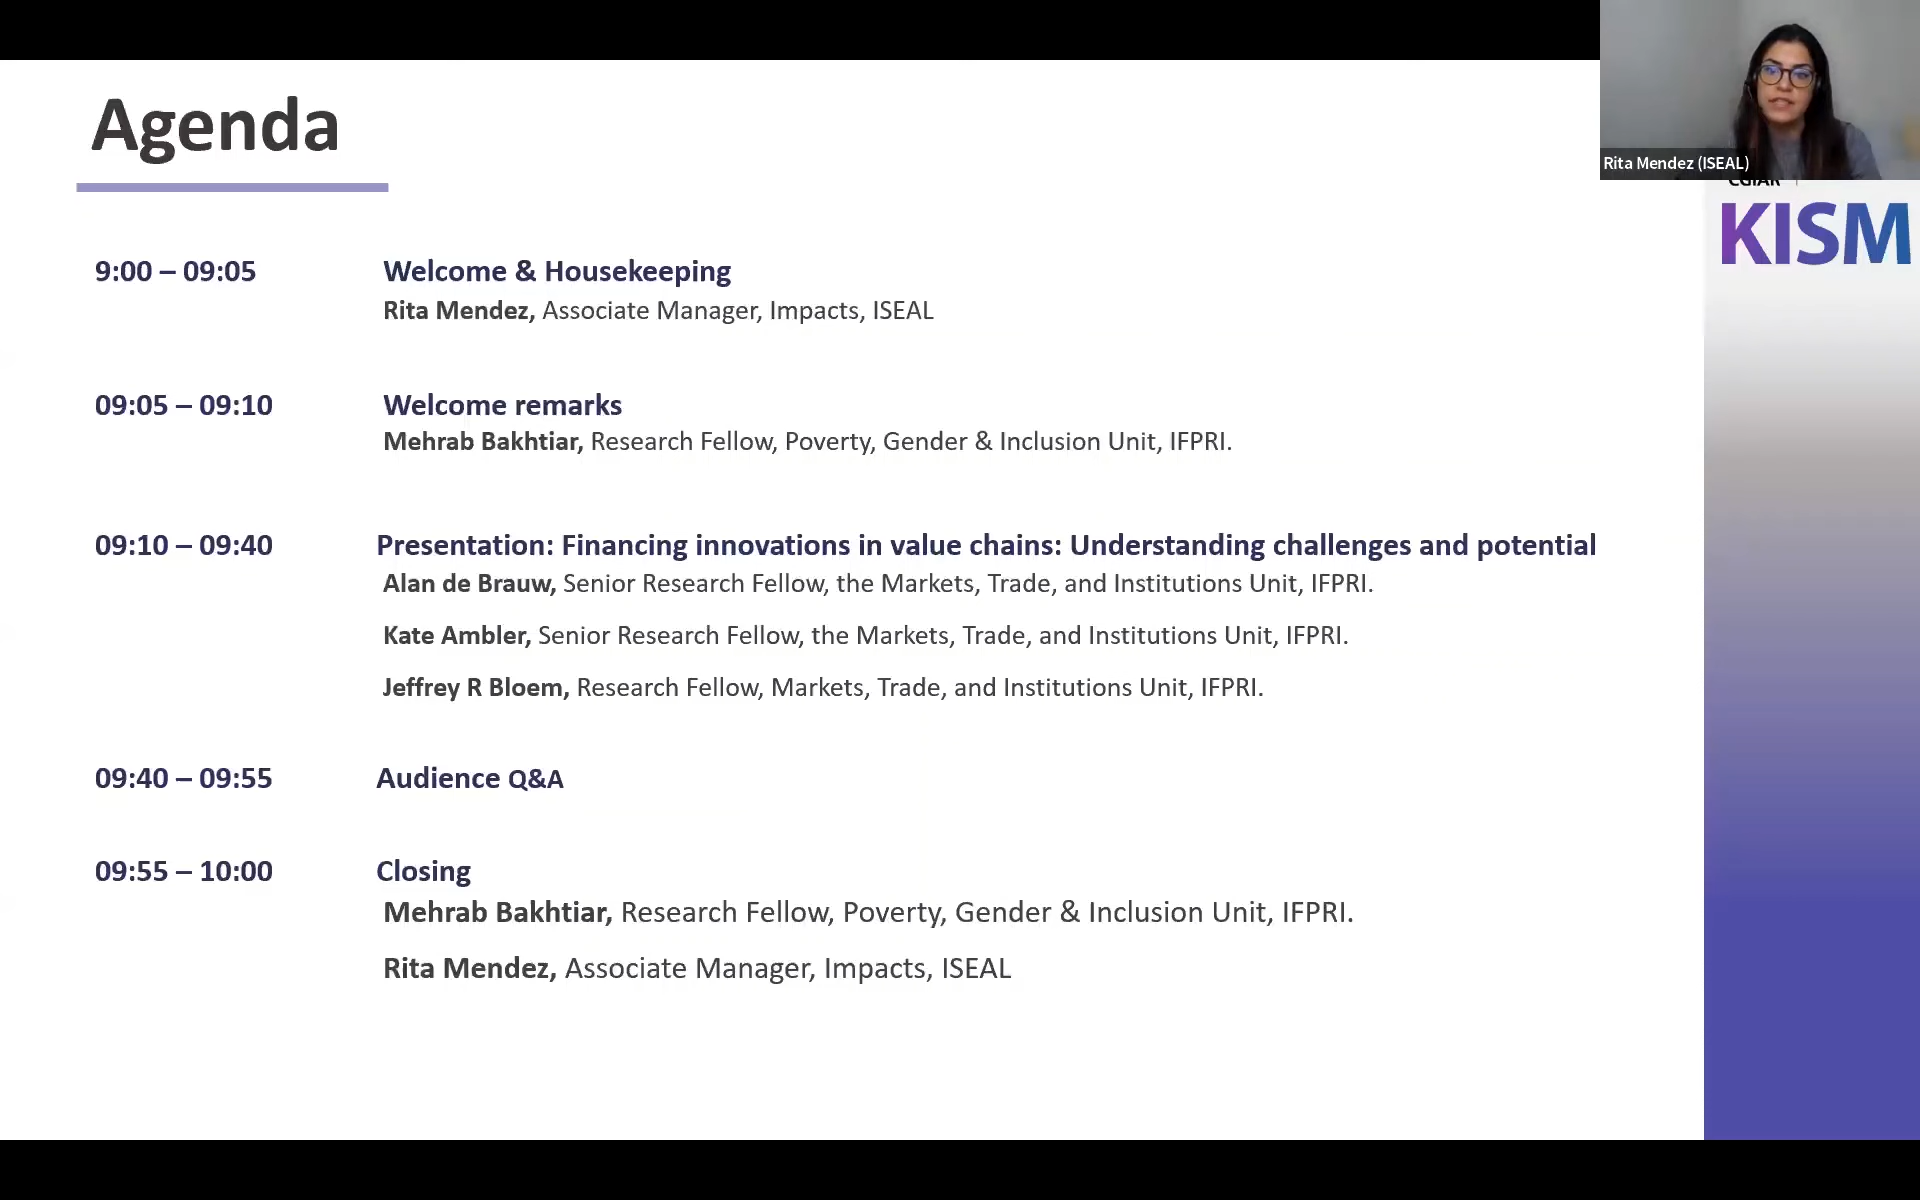 Agenda
Rita Mendez (ISEAL)
CGIAR
KISM
9:00 – 09:05 Welcome & Housekeeping
Rita Mendez, Associate Manager, Impacts, ISEAL
09:05 – 09:10 Welcome remarks
Mehrab Bakhtiar, Research Fellow, Poverty, Gender & Inclusion Unit, IFPRI.
09:10 – 09:40 Presentation: Financing innovations in value chains: Understanding challenges and potential
Alan de Brauw, Senior Research Fellow, the Markets, Trade, and Institutions Unit, IFPRI.
Kate Ambler, Senior Research Fellow, the Markets, Trade, and Institutions Unit, IFPRI.
Jeffrey R Bloem, Research Fellow, Markets, Trade, and Institutions Unit, IFPRI.
09:40 – 09:55 Audience Q&A
09:55 – 10:00 Closing
Mehrab Bakhtiar, Research Fellow, Poverty, Gender & Inclusion Unit, IFPRI.
Rita Mendez, Associate Manager, Impacts, ISEAL